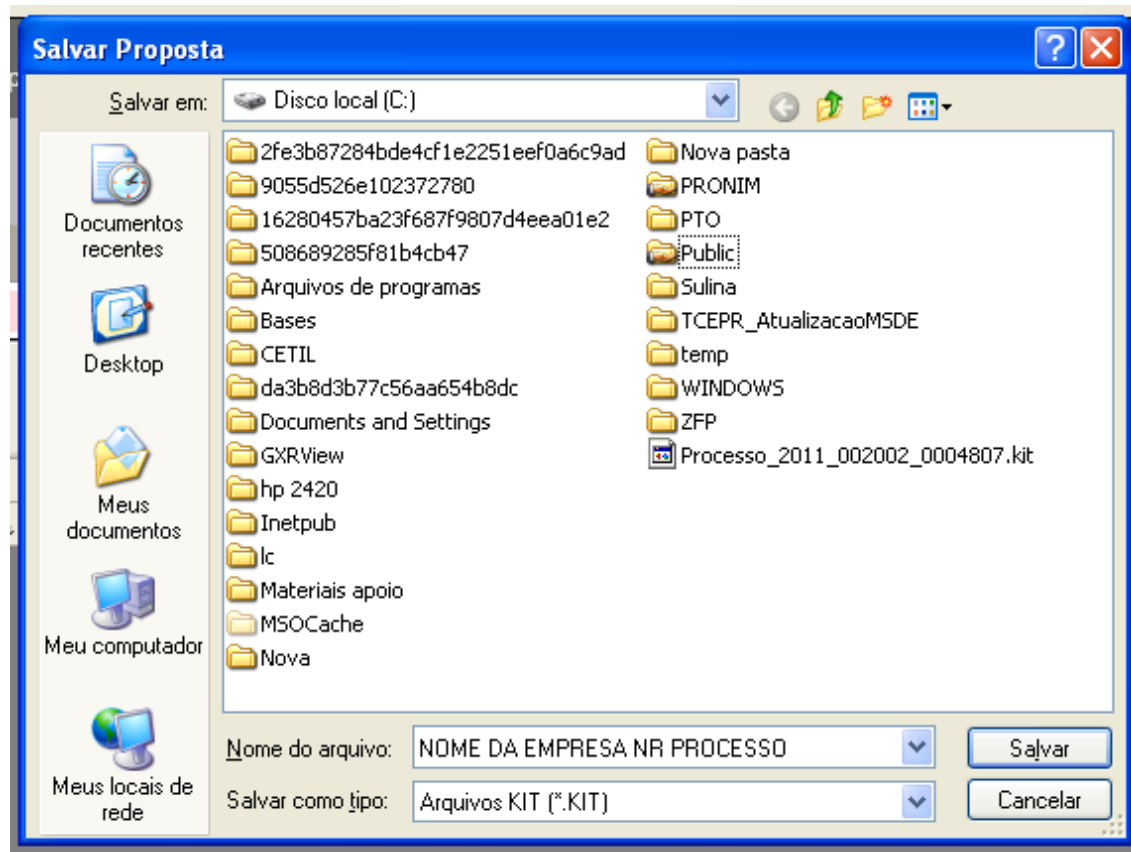 Salvar Proposta
Salvar em:
Disco local (C:)
Documentos
recentes
Desktop
Meus
documentos
Meu computador
Meus locais de
rede
2fe3b87284bde4cf1e2251eef0a6c9ad
9055d526e102372780
16280457ba23f687f9807d4eea01e2
508689285f81b4cb47
Arquivos de programas
Bases
CETIL
da3b8d3b77c56aa654b8dc
Documents and Settings
GXRView
hp 2420
Inetpub
lc
Materiais apoio
MSOCache
Nova
Nova pasta
PRONIM
PTO
Public
Sulina
TCEPR_AtualizacaoMSDE
temp
WINDOWS
ZFP
Processo_2011_002002_0004807.kit
Nome do arquivo:
NOME DA EMPRESA NR PROCESSO
Salvar
Salvar como tipo:
Arquivos KIT (*.KIT)
Cancelar